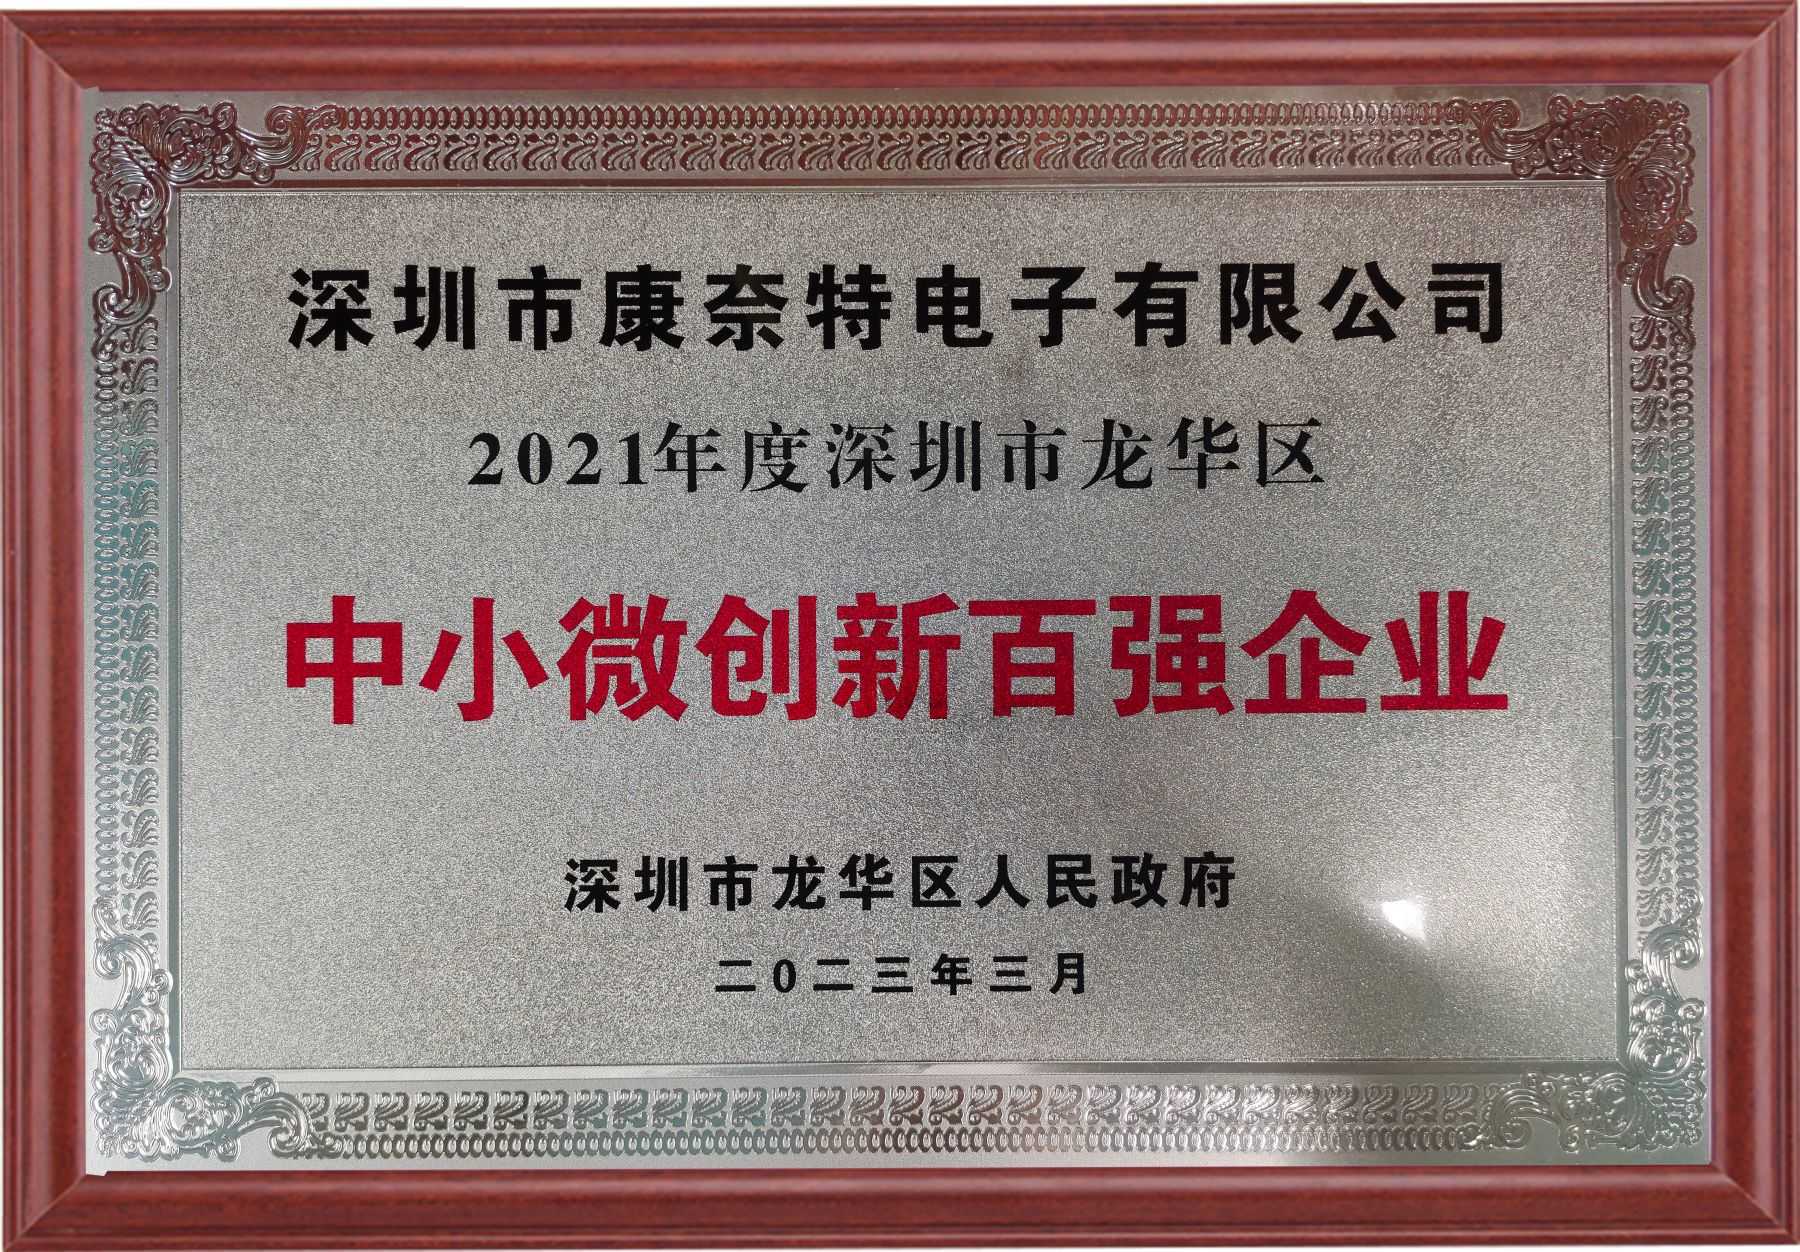 深圳市康奈特电子有限公司
2021年度深圳市龙华区
中小微创新百强企业
深圳市龙华区人民政府
二0二三年三月